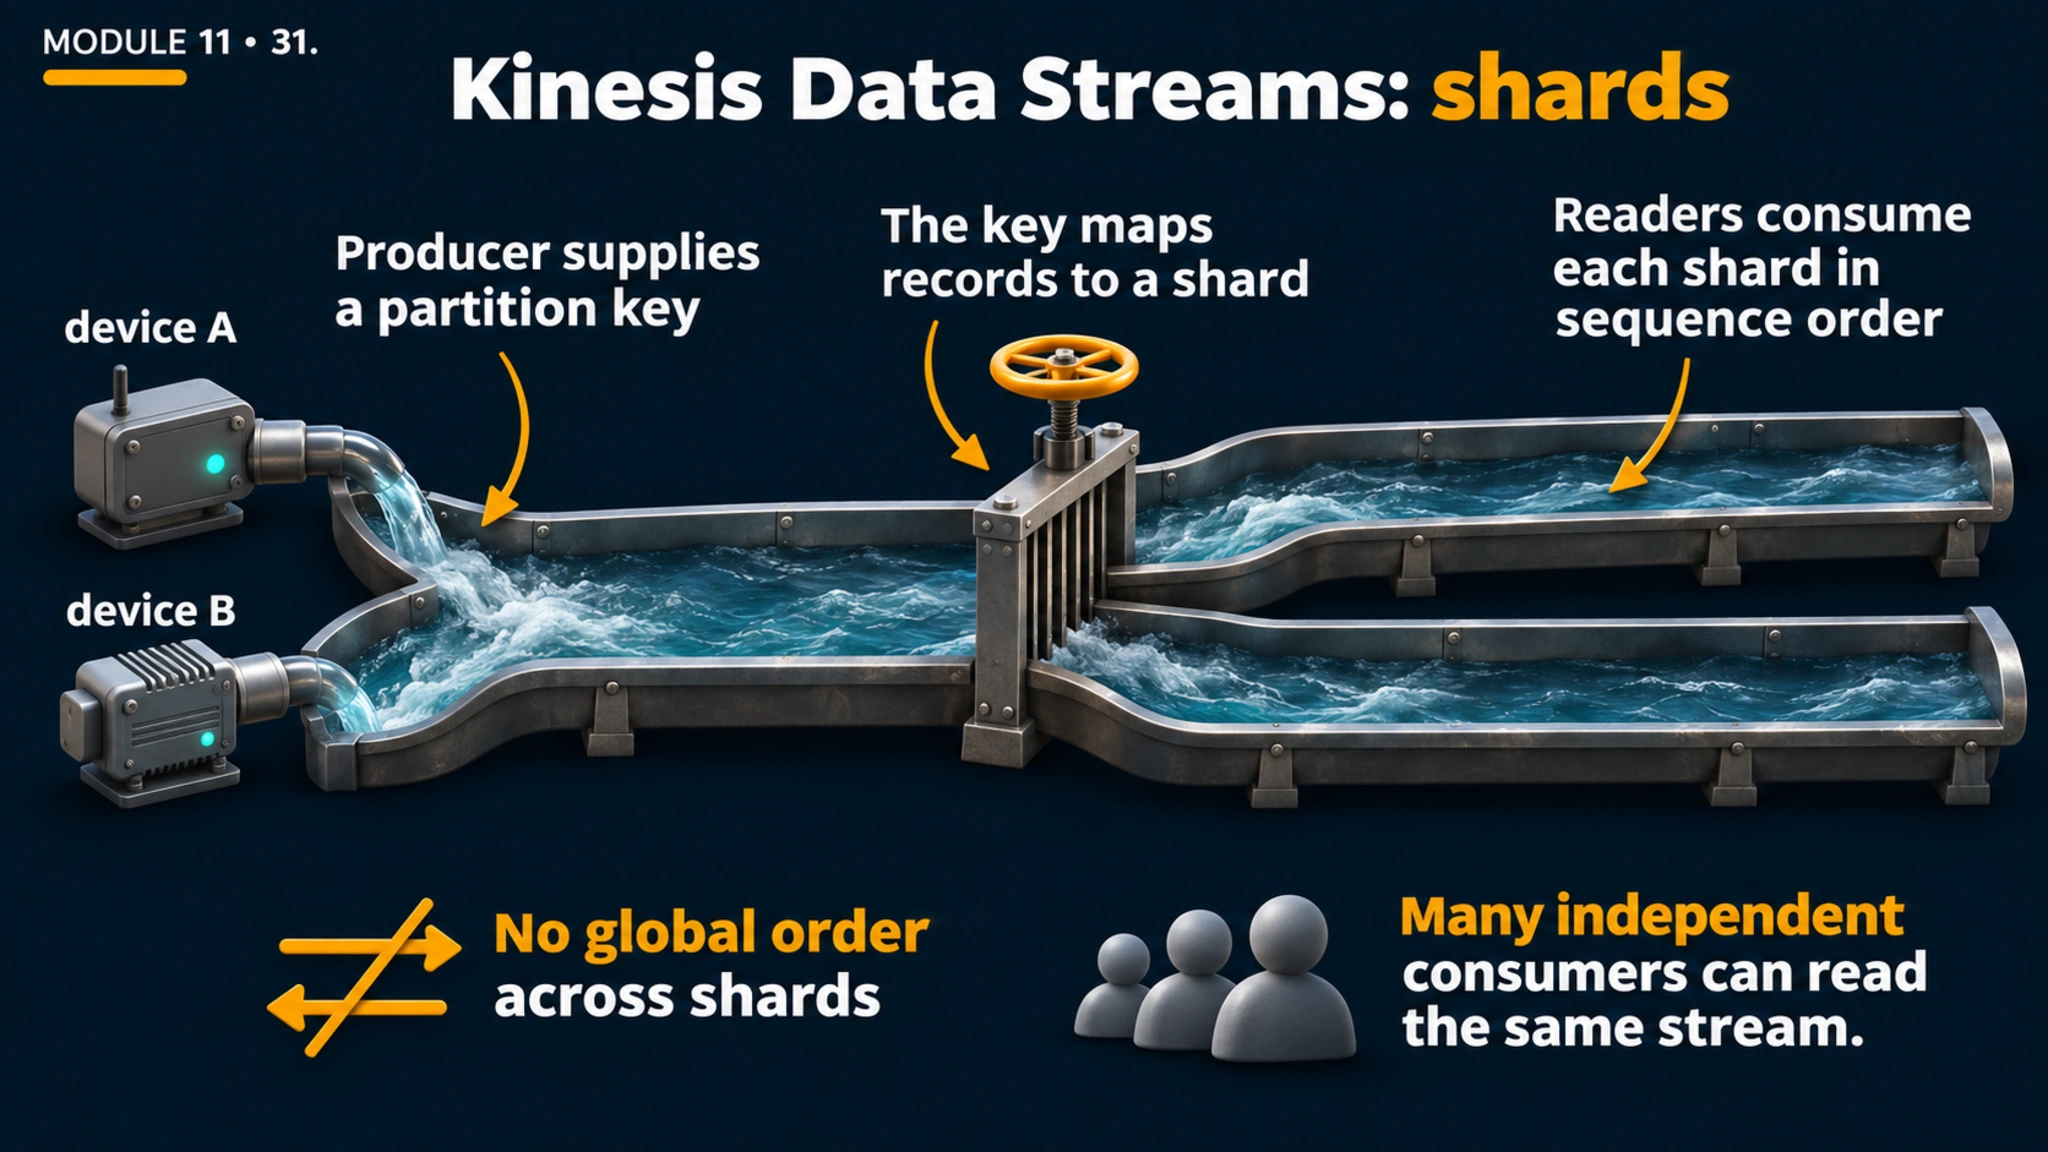 MODULE 11 • 31.
Kinesis Data Streams: shards
Producer supplies
a partition key
The key maps
records to a shard
Readers consume
each shard in
sequence order
device A
device B
No global order
across shards
Many independent
consumers can read
the same stream.